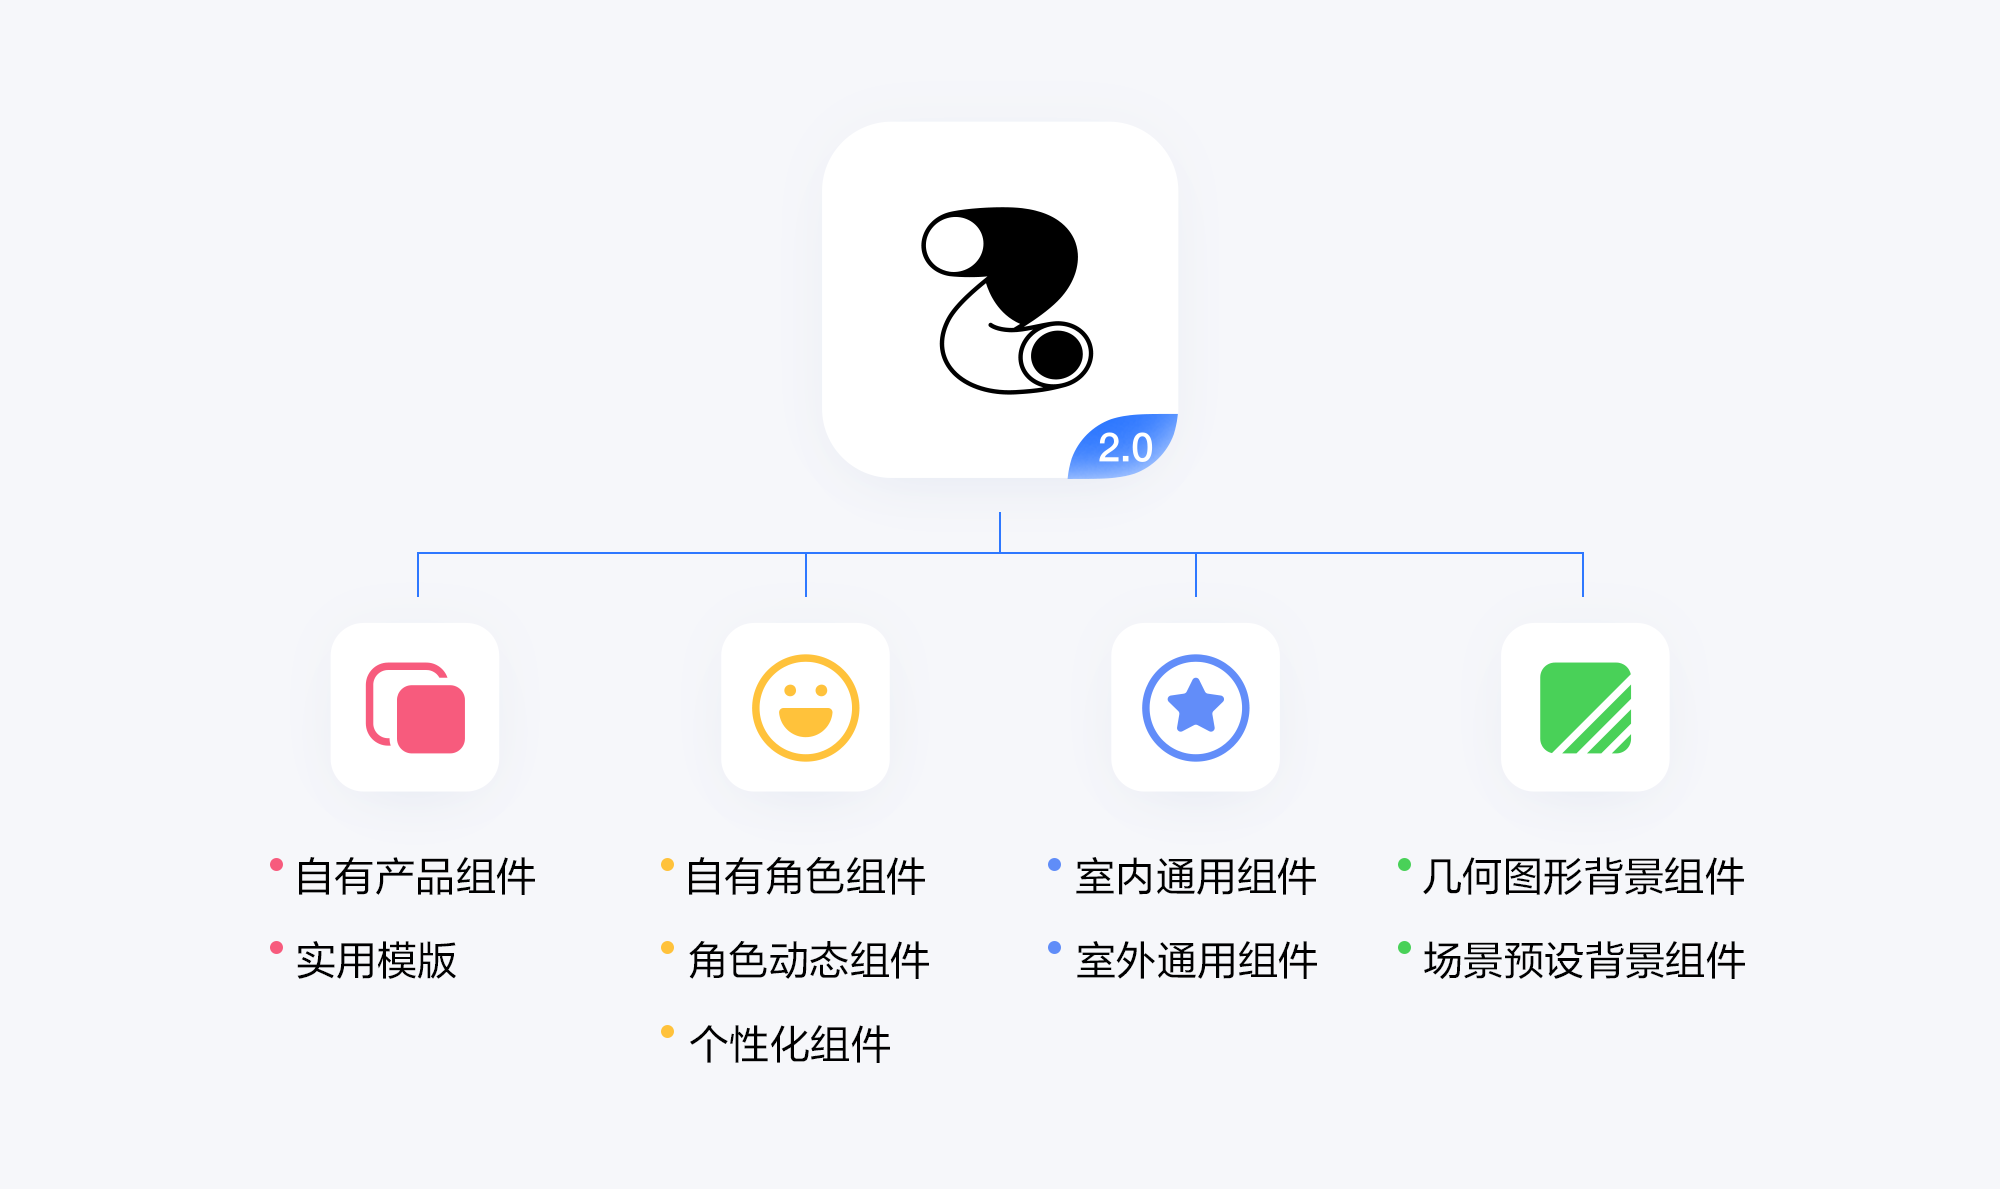 2.0
自有产品组件
实用模版
自有角色组件
角色动态组件
个性化组件
室内通用组件
室外通用组件
几何图形背景组件
场景预设背景组件